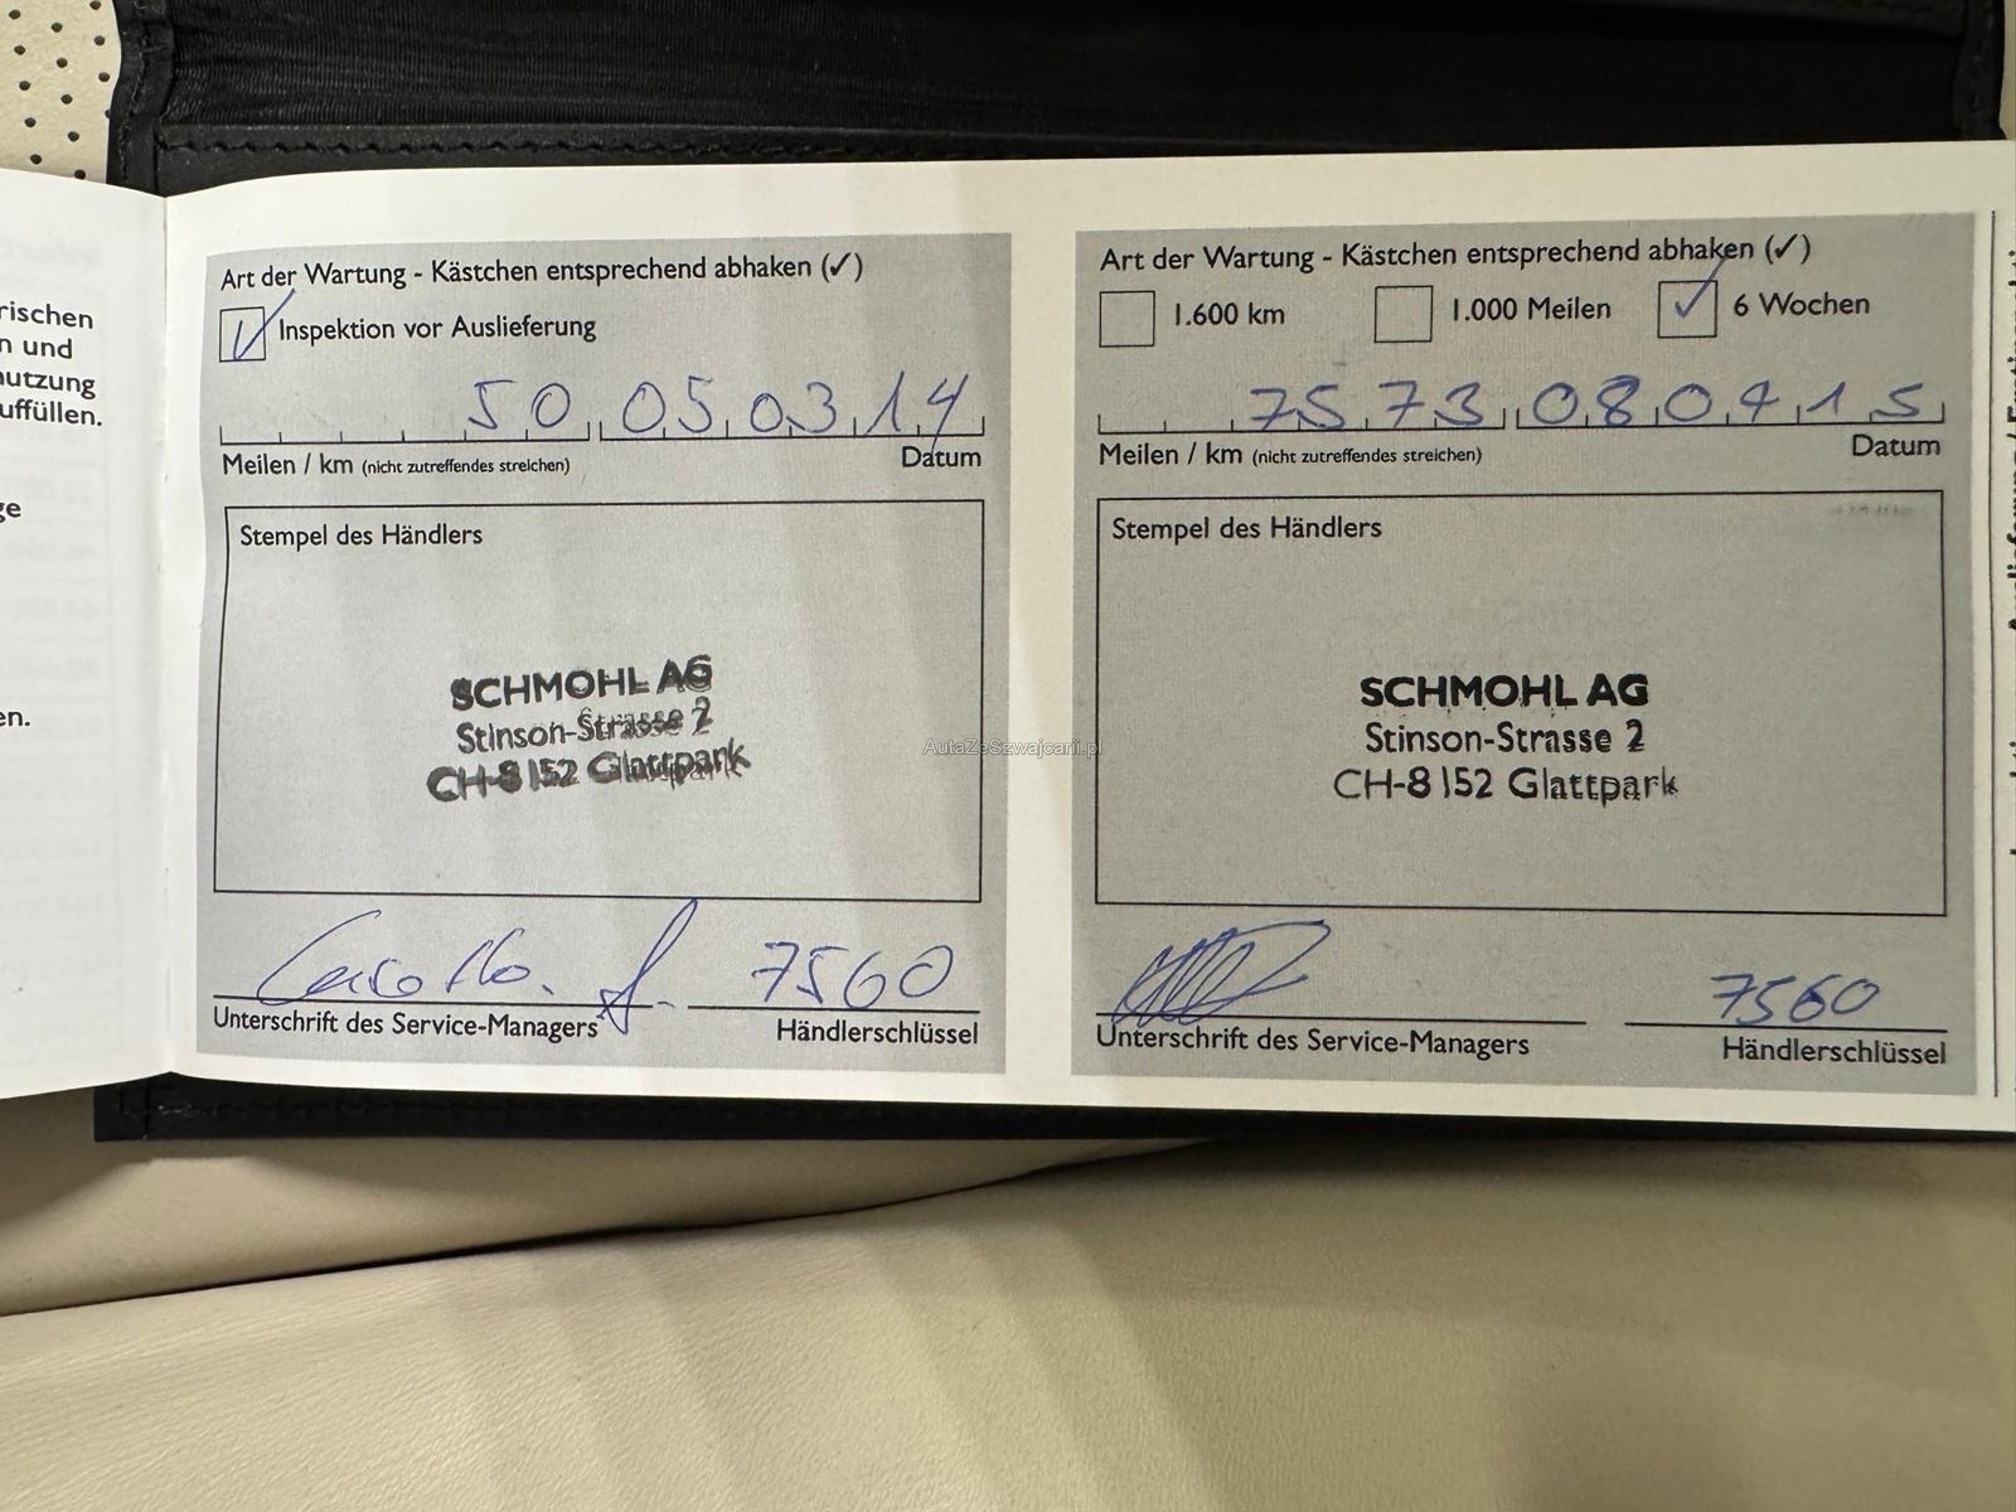 rischen
n und
nutzung
uffüllen.
ge
en.
Art der Wartung - Kästchen entsprechend abhaken (✓)
Inspektion vor Auslieferung
50 05 03 14
Meilen / km (nicht zutreffendes streichen) Datum
Stempel des Händlers
SCHMOHL AG
Stinson-Strasse 2
CH-8152 Glattpark
7560
Unterschrift des Service-Managers Händlerschlüssel
Art der Wartung - Kästchen entsprechend abhaken (✓)
1.600 km 1.000 Meilen 6 Wochen
7573 08 15
Meilen / km (nicht zutreffendes streichen) Datum
Stempel des Händlers
SCHMOHL AG
Stinson-Strasse 2
CH-8152 Glattpark
7560
Unterschrift des Service-Managers Händlerschlüssel
AutaZeSzwajcarii.pl